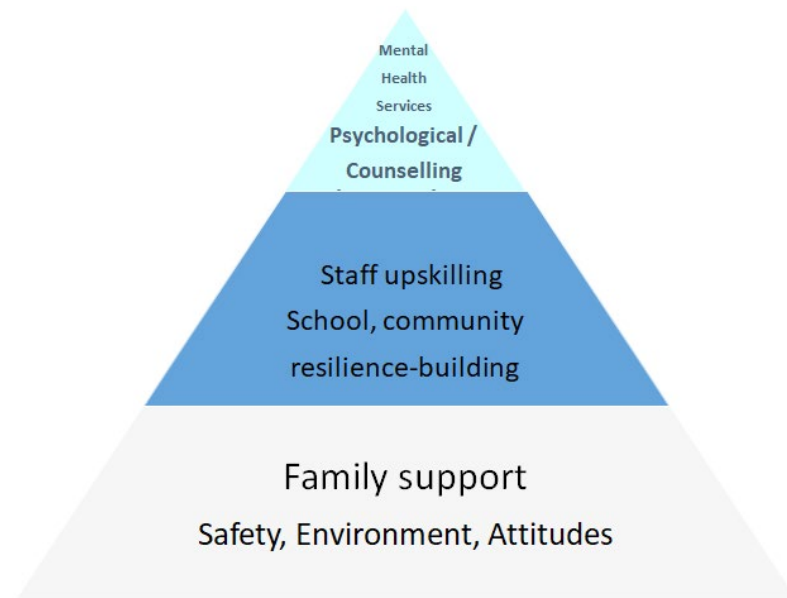 Mental
Health
Services
Psychological /
Counselling
Staff upskilling
School, community
resilience-building
Family support
Safety, Environment, Attitudes